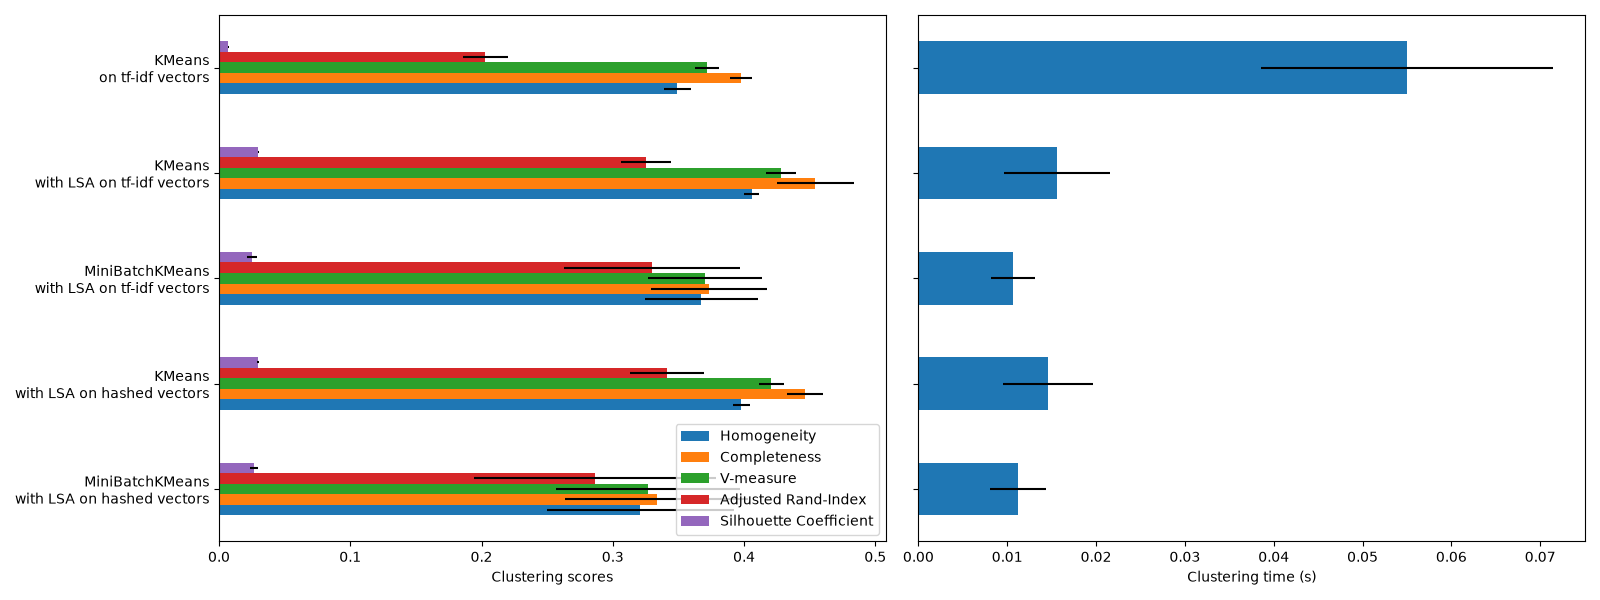 KMeans
on tf-idf vectors
KMeans
with LSA on tf-idf vectors
MiniBatchKMeans
with LSA on tf-idf vectors
KMeans
with LSA on hashed vectors
MiniBatchKMeans
with LSA on hashed vectors
Homogeneity
Completeness
V-measure
Adjusted Rand-Index
Silhouette Coefficient
0.0 0.1 0.2 0.3 0.4 0.5
Clustering scores
0.00 0.01 0.02 0.03 0.04 0.05 0.06 0.07
Clustering time (s)